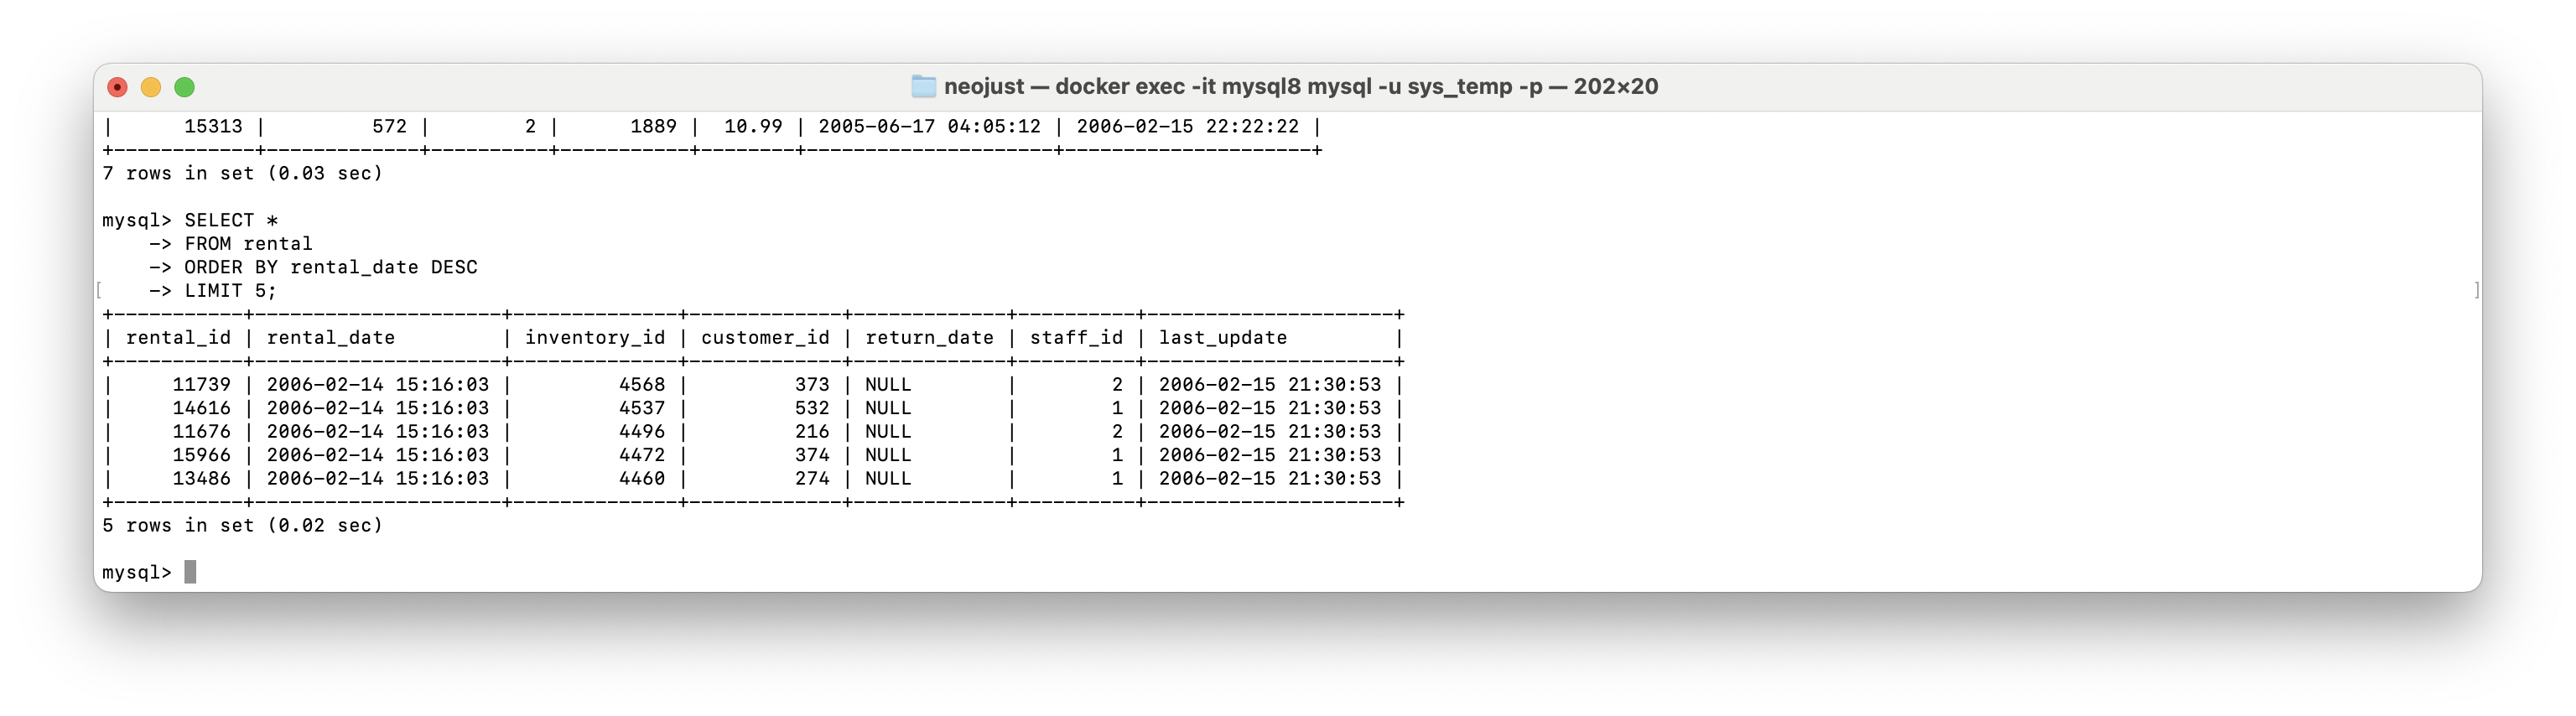 neojust — docker exec -it mysql8 mysql -u sys_temp -p — 202×20
|      15313 |         572 |        2 |      1889 |  10.99 | 2005-06-17 04:05:12 | 2006-02-15 22:22:22 |
+------------+-------------+----------+-----------+--------+---------------------+---------------------+
7 rows in set (0.03 sec)

mysql> SELECT *
    -> FROM rental
    -> ORDER BY rental_date DESC
[    -> LIMIT 5; ]
+-----------+---------------------+--------------+-------------+-------------+----------+---------------------+
| rental_id | rental_date         | inventory_id | customer_id | return_date | staff_id | last_update         |
+-----------+---------------------+--------------+-------------+-------------+----------+---------------------+
|     11739 | 2006-02-14 15:16:03 |         4568 |         373 | NULL        |        2 | 2006-02-15 21:30:53 |
|     14616 | 2006-02-14 15:16:03 |         4537 |         532 | NULL        |        1 | 2006-02-15 21:30:53 |
|     11676 | 2006-02-14 15:16:03 |         4496 |         216 | NULL        |        2 | 2006-02-15 21:30:53 |
|     15966 | 2006-02-14 15:16:03 |         4472 |         374 | NULL        |        1 | 2006-02-15 21:30:53 |
|     13486 | 2006-02-14 15:16:03 |         4460 |         274 | NULL        |        1 | 2006-02-15 21:30:53 |
+-----------+---------------------+--------------+-------------+-------------+----------+---------------------+
5 rows in set (0.02 sec)

mysql>